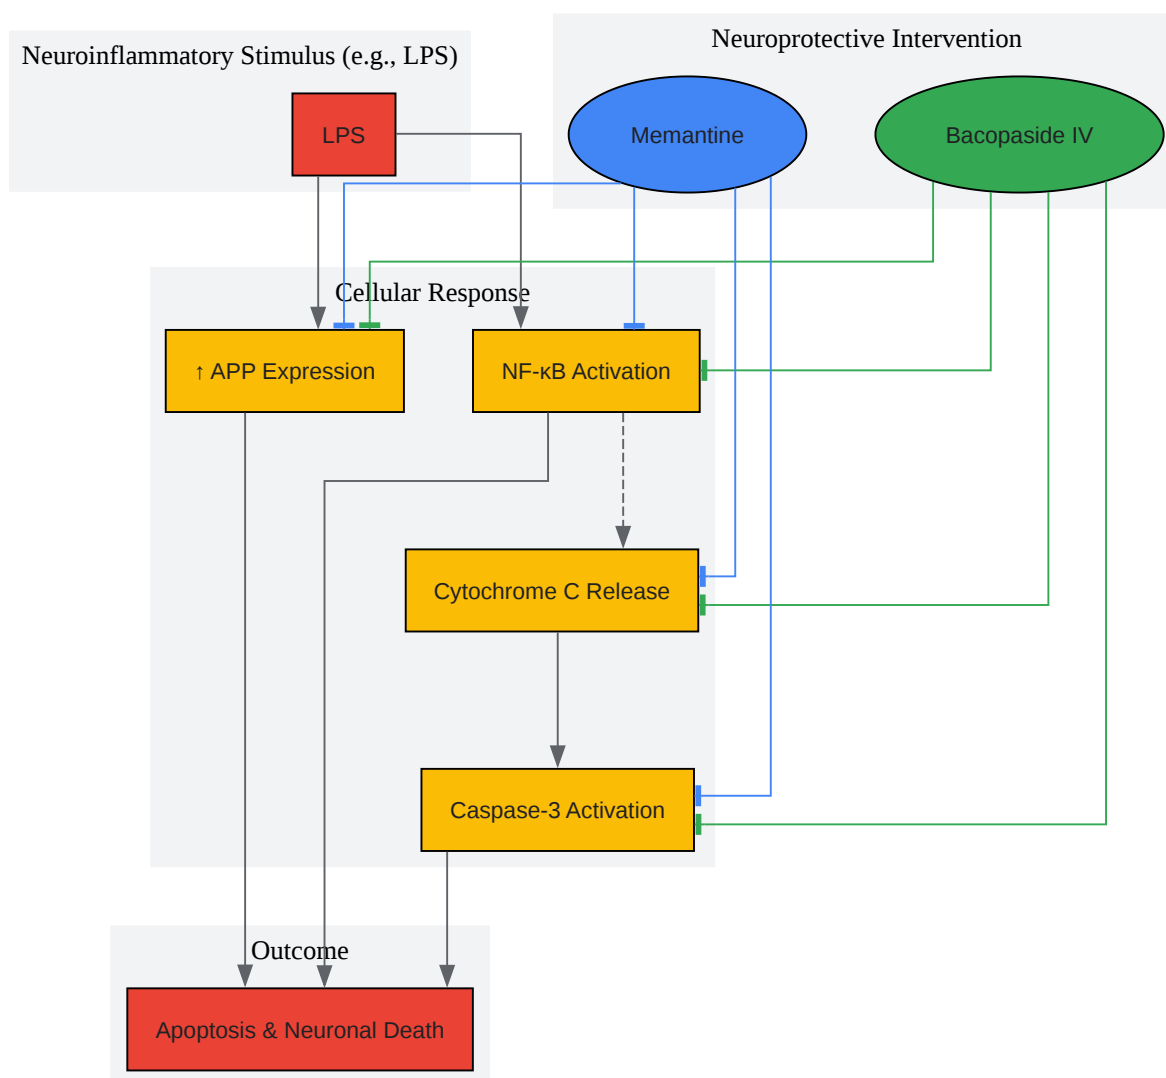 Neuroinflammatory Stimulus (e.g., LPS)
Neuroprotective Intervention
LPS
Memantine
Bacopaside IV
Cellular Response
↑ APP Expression
NF-κB Activation
Cytochrome C Release
Caspase-3 Activation
Outcome
Apoptosis & Neuronal Death